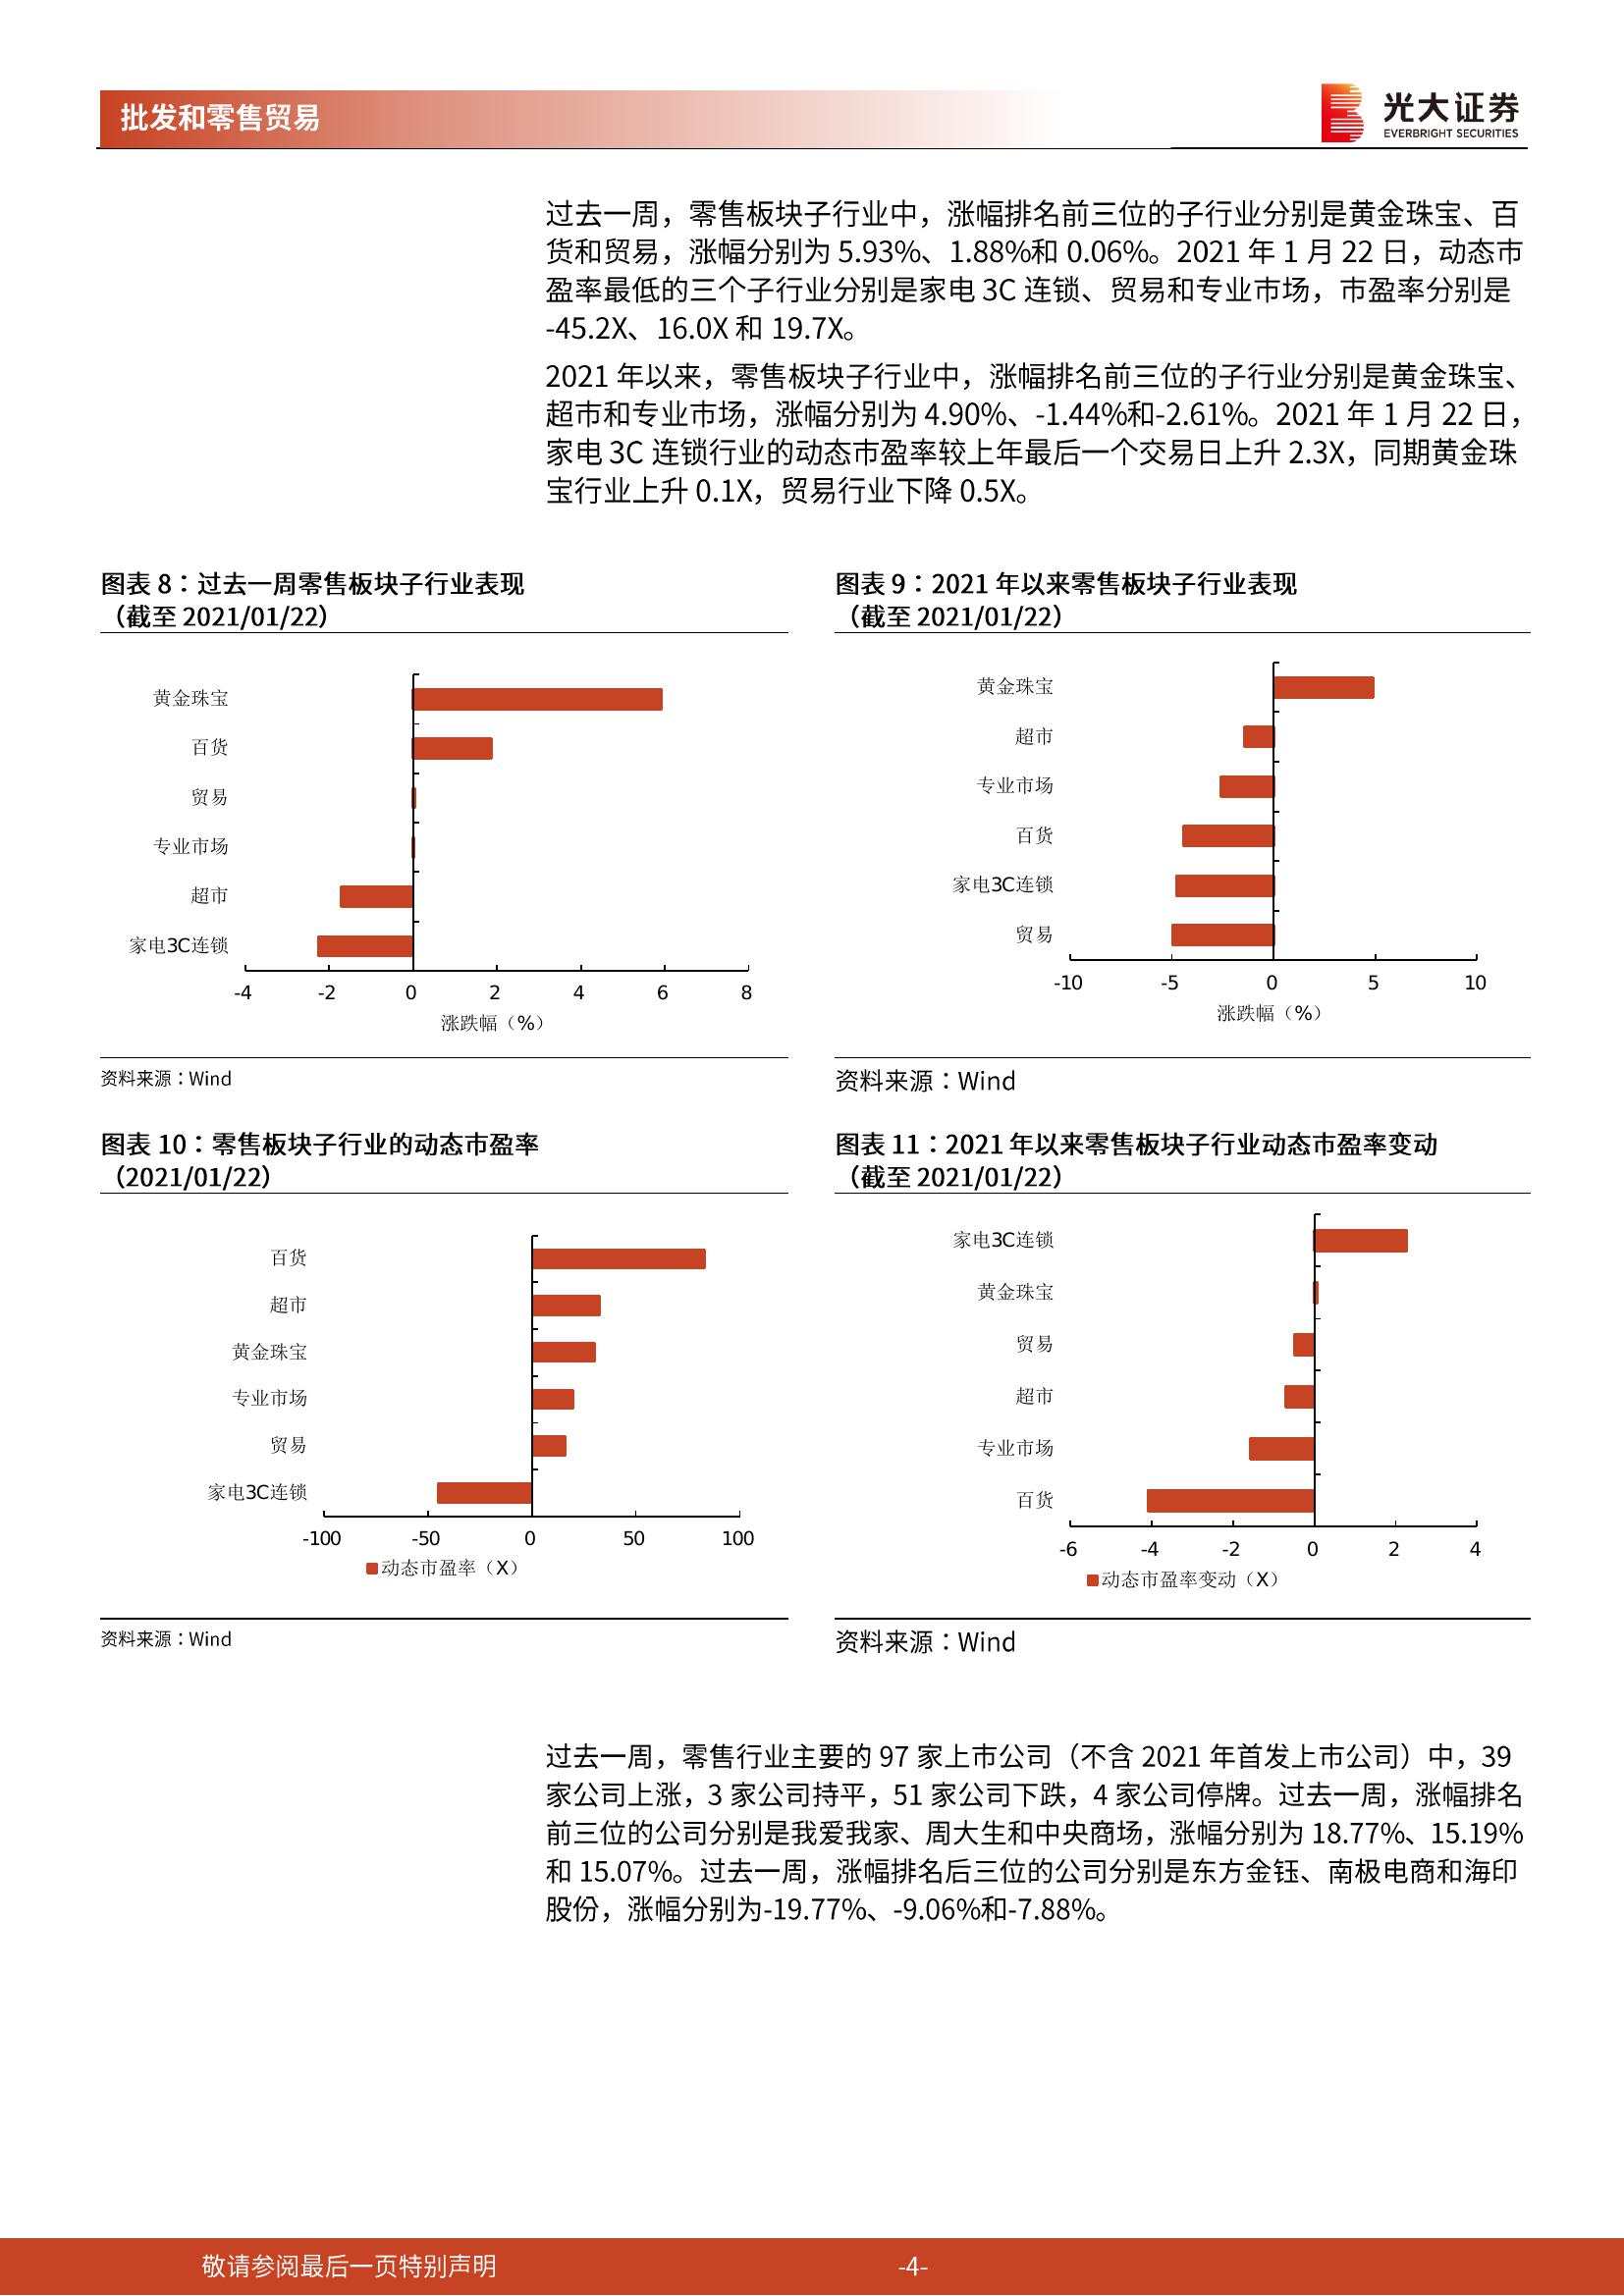 批发和零售贸易
光大证券
EVERBRIGHT SECURITIES
过去一周，零售板块子行业中，涨幅排名前三位的子行业分别是黄金珠宝、百
货和贸易，涨幅分别为 5.93%、1.88%和 0.06%。2021 年 1 月 22 日，动态市
盈率最低的三个子行业分别是家电 3C 连锁、贸易和专业市场，市盈率分别是
-45.2X、16.0X 和 19.7X。
2021 年以来，零售板块子行业中，涨幅排名前三位的子行业分别是黄金珠宝、
超市和专业市场，涨幅分别为 4.90%、-1.44%和-2.61%。2021 年 1 月 22 日，
家电 3C 连锁行业的动态市盈率较上年最后一个交易日上升 2.3X，同期黄金珠
宝行业上升 0.1X，贸易行业下降 0.5X。
图表 8：过去一周零售板块子行业表现
（截至 2021/01/22）
黄金珠宝
百货
贸易
专业市场
超市
家电3C连锁
-4 -2 0 2 4 6 8
涨跌幅（%）
资料来源：Wind
图表 9：2021 年以来零售板块子行业表现
（截至 2021/01/22）
黄金珠宝
超市
专业市场
百货
家电3C连锁
贸易
-10 -5 0 5 10
涨跌幅（%）
资料来源：Wind
图表 10：零售板块子行业的动态市盈率
（2021/01/22）
百货
超市
黄金珠宝
专业市场
贸易
家电3C连锁
-100 -50 0 50 100
动态市盈率（X）
资料来源：Wind
图表 11：2021 年以来零售板块子行业动态市盈率变动
（截至 2021/01/22）
家电3C连锁
黄金珠宝
贸易
超市
专业市场
百货
-6 -4 -2 0 2 4
动态市盈率变动（X）
资料来源：Wind
过去一周，零售行业主要的 97 家上市公司（不含 2021 年首发上市公司）中，39
家公司上涨，3 家公司持平，51 家公司下跌，4 家公司停牌。过去一周，涨幅排名
前三位的公司分别是我爱我家、周大生和中央商场，涨幅分别为 18.77%、15.19%
和 15.07%。过去一周，涨幅排名后三位的公司分别是东方金钰、南极电商和海印
股份，涨幅分别为-19.77%、-9.06%和-7.88%。
敬请参阅最后一页特别声明
-4-